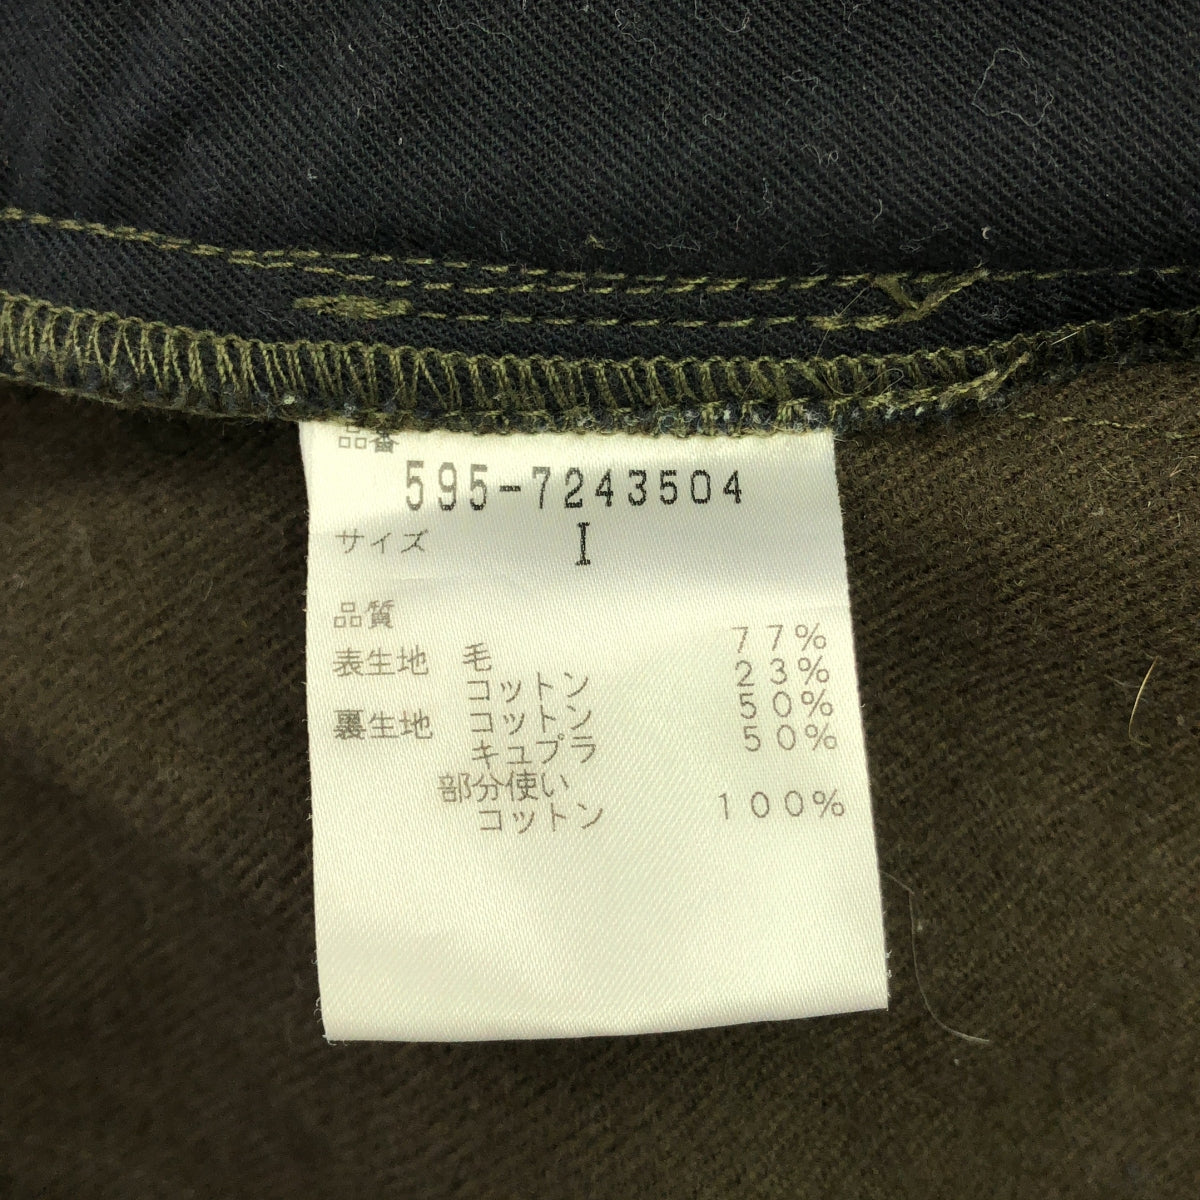 品番
595-7243504
サイズ I
品質
表生地 毛 77%
コットン 23%
裏生地 コットン 50%
キュプラ 50%
部分使い
コットン 100%